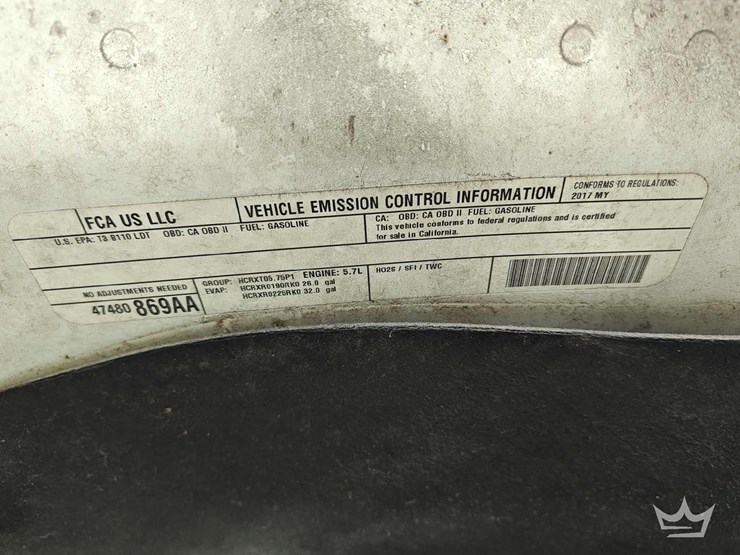 FCA US LLC
VEHICLE EMISSION CONTROL INFORMATION
CONFORMS TO REGULATIONS:
2017 MY
U.S. EPA: T3 B110 LDT OBD: CA OBD II FUEL: GASOLINE
CA: OBD: CA OBD II FUEL: GASOLINE
This vehicle conforms to federal regulations and is certified
for sale in California.
NO ADJUSTMENTS NEEDED
47480 869AA
GROUP: HCRXT05.75P1 ENGINE: 5.7L
EVAP: HCRXR0190RK0 26.0 gal
HCRXR0225RK0 32.0 gal
HO2S / SFI / TWC